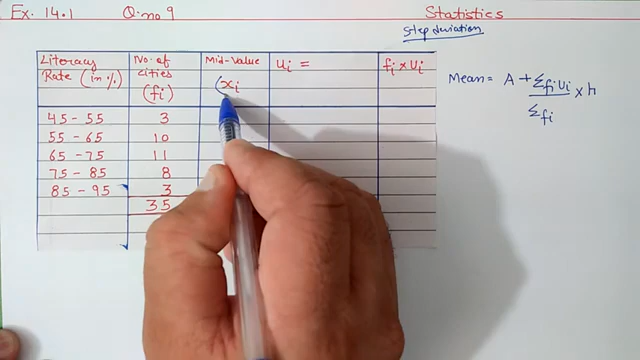 Ex. 14.1 Q.no 9 Statistics
Step deviation
Literacy Rate (in %) No. of cities (fi) Mid-Value (xi ui = fi x ui
Mean = A + Σfiui / Σfi x h
45 - 55 3
55 - 65 10
65 - 75 11
75 - 85 8
85 - 95 3
35